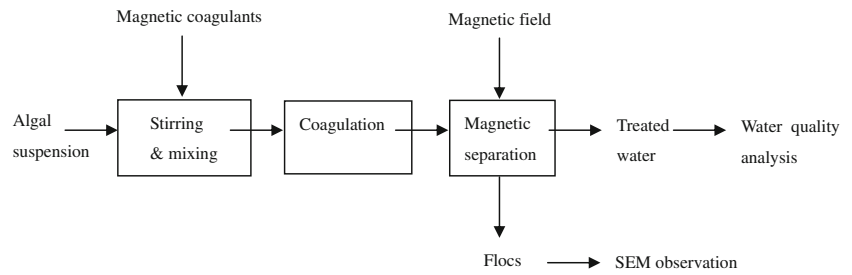 Magnetic coagulants
Magnetic field
Algal
suspension
Stirring
& mixing
Coagulation
Magnetic
separation
Treated
water
Water quality
analysis
Flocs
SEM observation